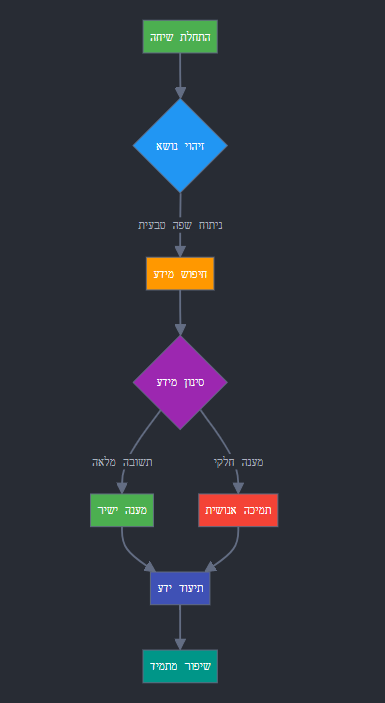 התחלת שיחה
זיהוי נושא
ניתוח שפה טבעית
חיפוש מידע
סינון מידע
תשובה מלאה
מענה חלקי
מענה ישיר
תמיכה אנושית
תיעוד ידע
שיפור מתמיד